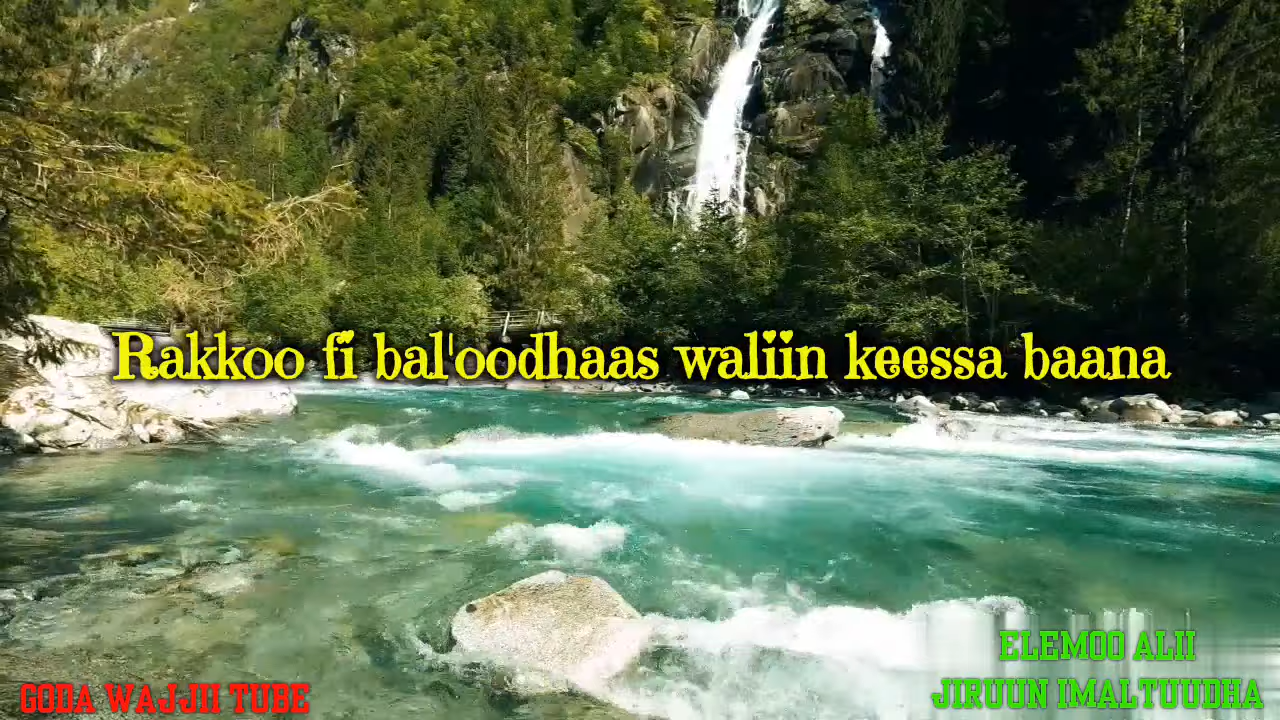 Rakkoo fi bal'oodhaas waliin keessa baana
ELEMOO ALII
JIRUUN IMALTUUDHA
GODA WAJJII TUBE